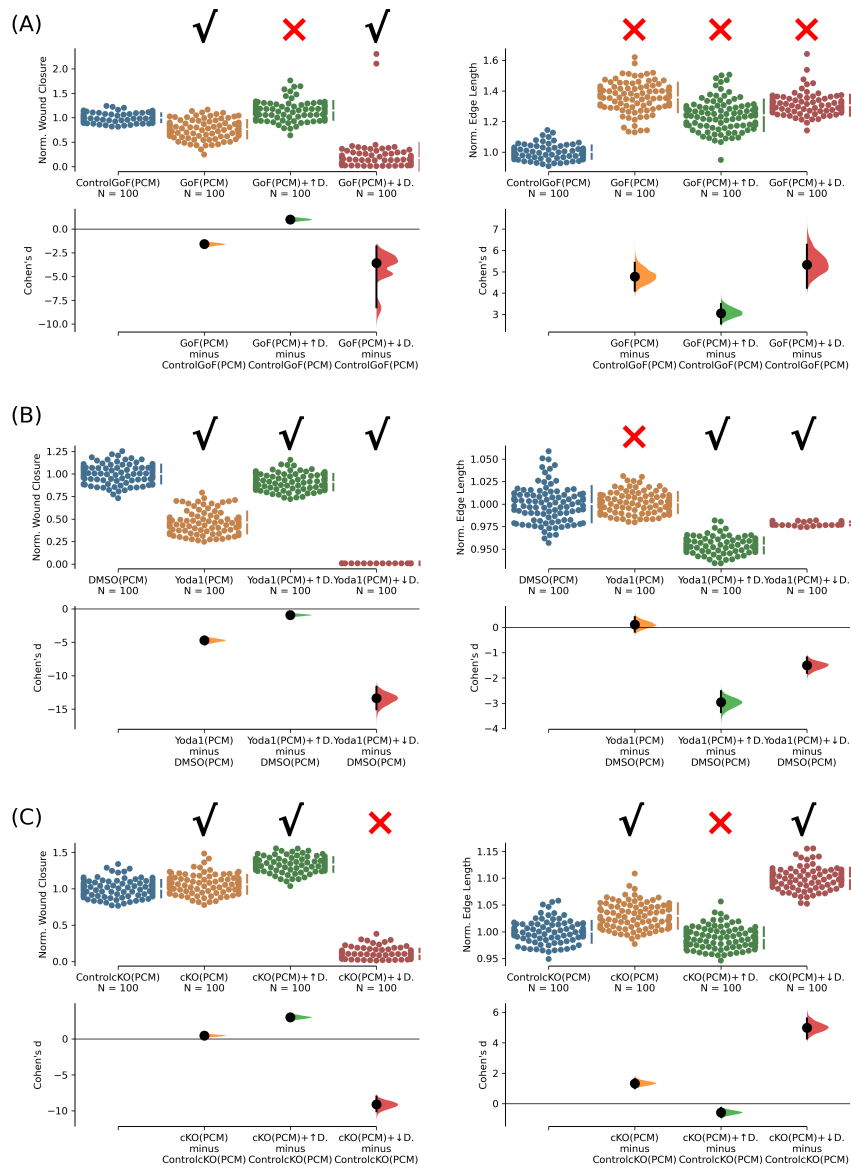 (A)
√ × √
Norm. Wound Closure
2.0
1.5
1.0
0.5
0.0
ControlGoF(PCM) GoF(PCM) GoF(PCM)+↑D. GoF(PCM)+↓D.
N = 100 N = 100 N = 100 N = 100
Cohen's d
0.0
−2.5
−5.0
−7.5
−10.0
GoF(PCM) GoF(PCM)+↑D. GoF(PCM)+↓D.
minus minus minus
ControlGoF(PCM) ControlGoF(PCM) ControlGoF(PCM)
× × ×
Norm. Edge Length
1.6
1.4
1.2
1.0
ControlGoF(PCM) GoF(PCM) GoF(PCM)+↑D. GoF(PCM)+↓D.
N = 100 N = 100 N = 100 N = 100
Cohen's d
7
6
5
4
3
GoF(PCM) GoF(PCM)+↑D. GoF(PCM)+↓D.
minus minus minus
ControlGoF(PCM) ControlGoF(PCM) ControlGoF(PCM)
(B)
√ √ √
Norm. Wound Closure
1.25
1.00
0.75
0.50
0.25
0.00
DMSO(PCM) Yoda1(PCM) Yoda1(PCM)+↑D. Yoda1(PCM)+↓D.
N = 100 N = 100 N = 100 N = 100
Cohen's d
0
−5
−10
−15
Yoda1(PCM) Yoda1(PCM)+↑D. Yoda1(PCM)+↓D.
minus minus minus
DMSO(PCM) DMSO(PCM) DMSO(PCM)
× √ √
Norm. Edge Length
1.050
1.025
1.000
0.975
0.950
DMSO(PCM) Yoda1(PCM) Yoda1(PCM)+↑D. Yoda1(PCM)+↓D.
N = 100 N = 100 N = 100 N = 100
Cohen's d
0
−1
−2
−3
−4
Yoda1(PCM) Yoda1(PCM)+↑D. Yoda1(PCM)+↓D.
minus minus minus
DMSO(PCM) DMSO(PCM) DMSO(PCM)
(C)
√ √ ×
Norm. Wound Closure
1.5
1.0
0.5
0.0
ControlcKO(PCM) cKO(PCM) cKO(PCM)+↑D. cKO(PCM)+↓D.
N = 100 N = 100 N = 100 N = 100
Cohen's d
0
−5
−10
cKO(PCM) cKO(PCM)+↑D. cKO(PCM)+↓D.
minus minus minus
ControlcKO(PCM) ControlcKO(PCM) ControlcKO(PCM)
√ × √
Norm. Edge Length
1.15
1.10
1.05
1.00
0.95
ControlcKO(PCM) cKO(PCM) cKO(PCM)+↑D. cKO(PCM)+↓D.
N = 100 N = 100 N = 100 N = 100
Cohen's d
6
4
2
0
cKO(PCM) cKO(PCM)+↑D. cKO(PCM)+↓D.
minus minus minus
ControlcKO(PCM) ControlcKO(PCM) ControlcKO(PCM)